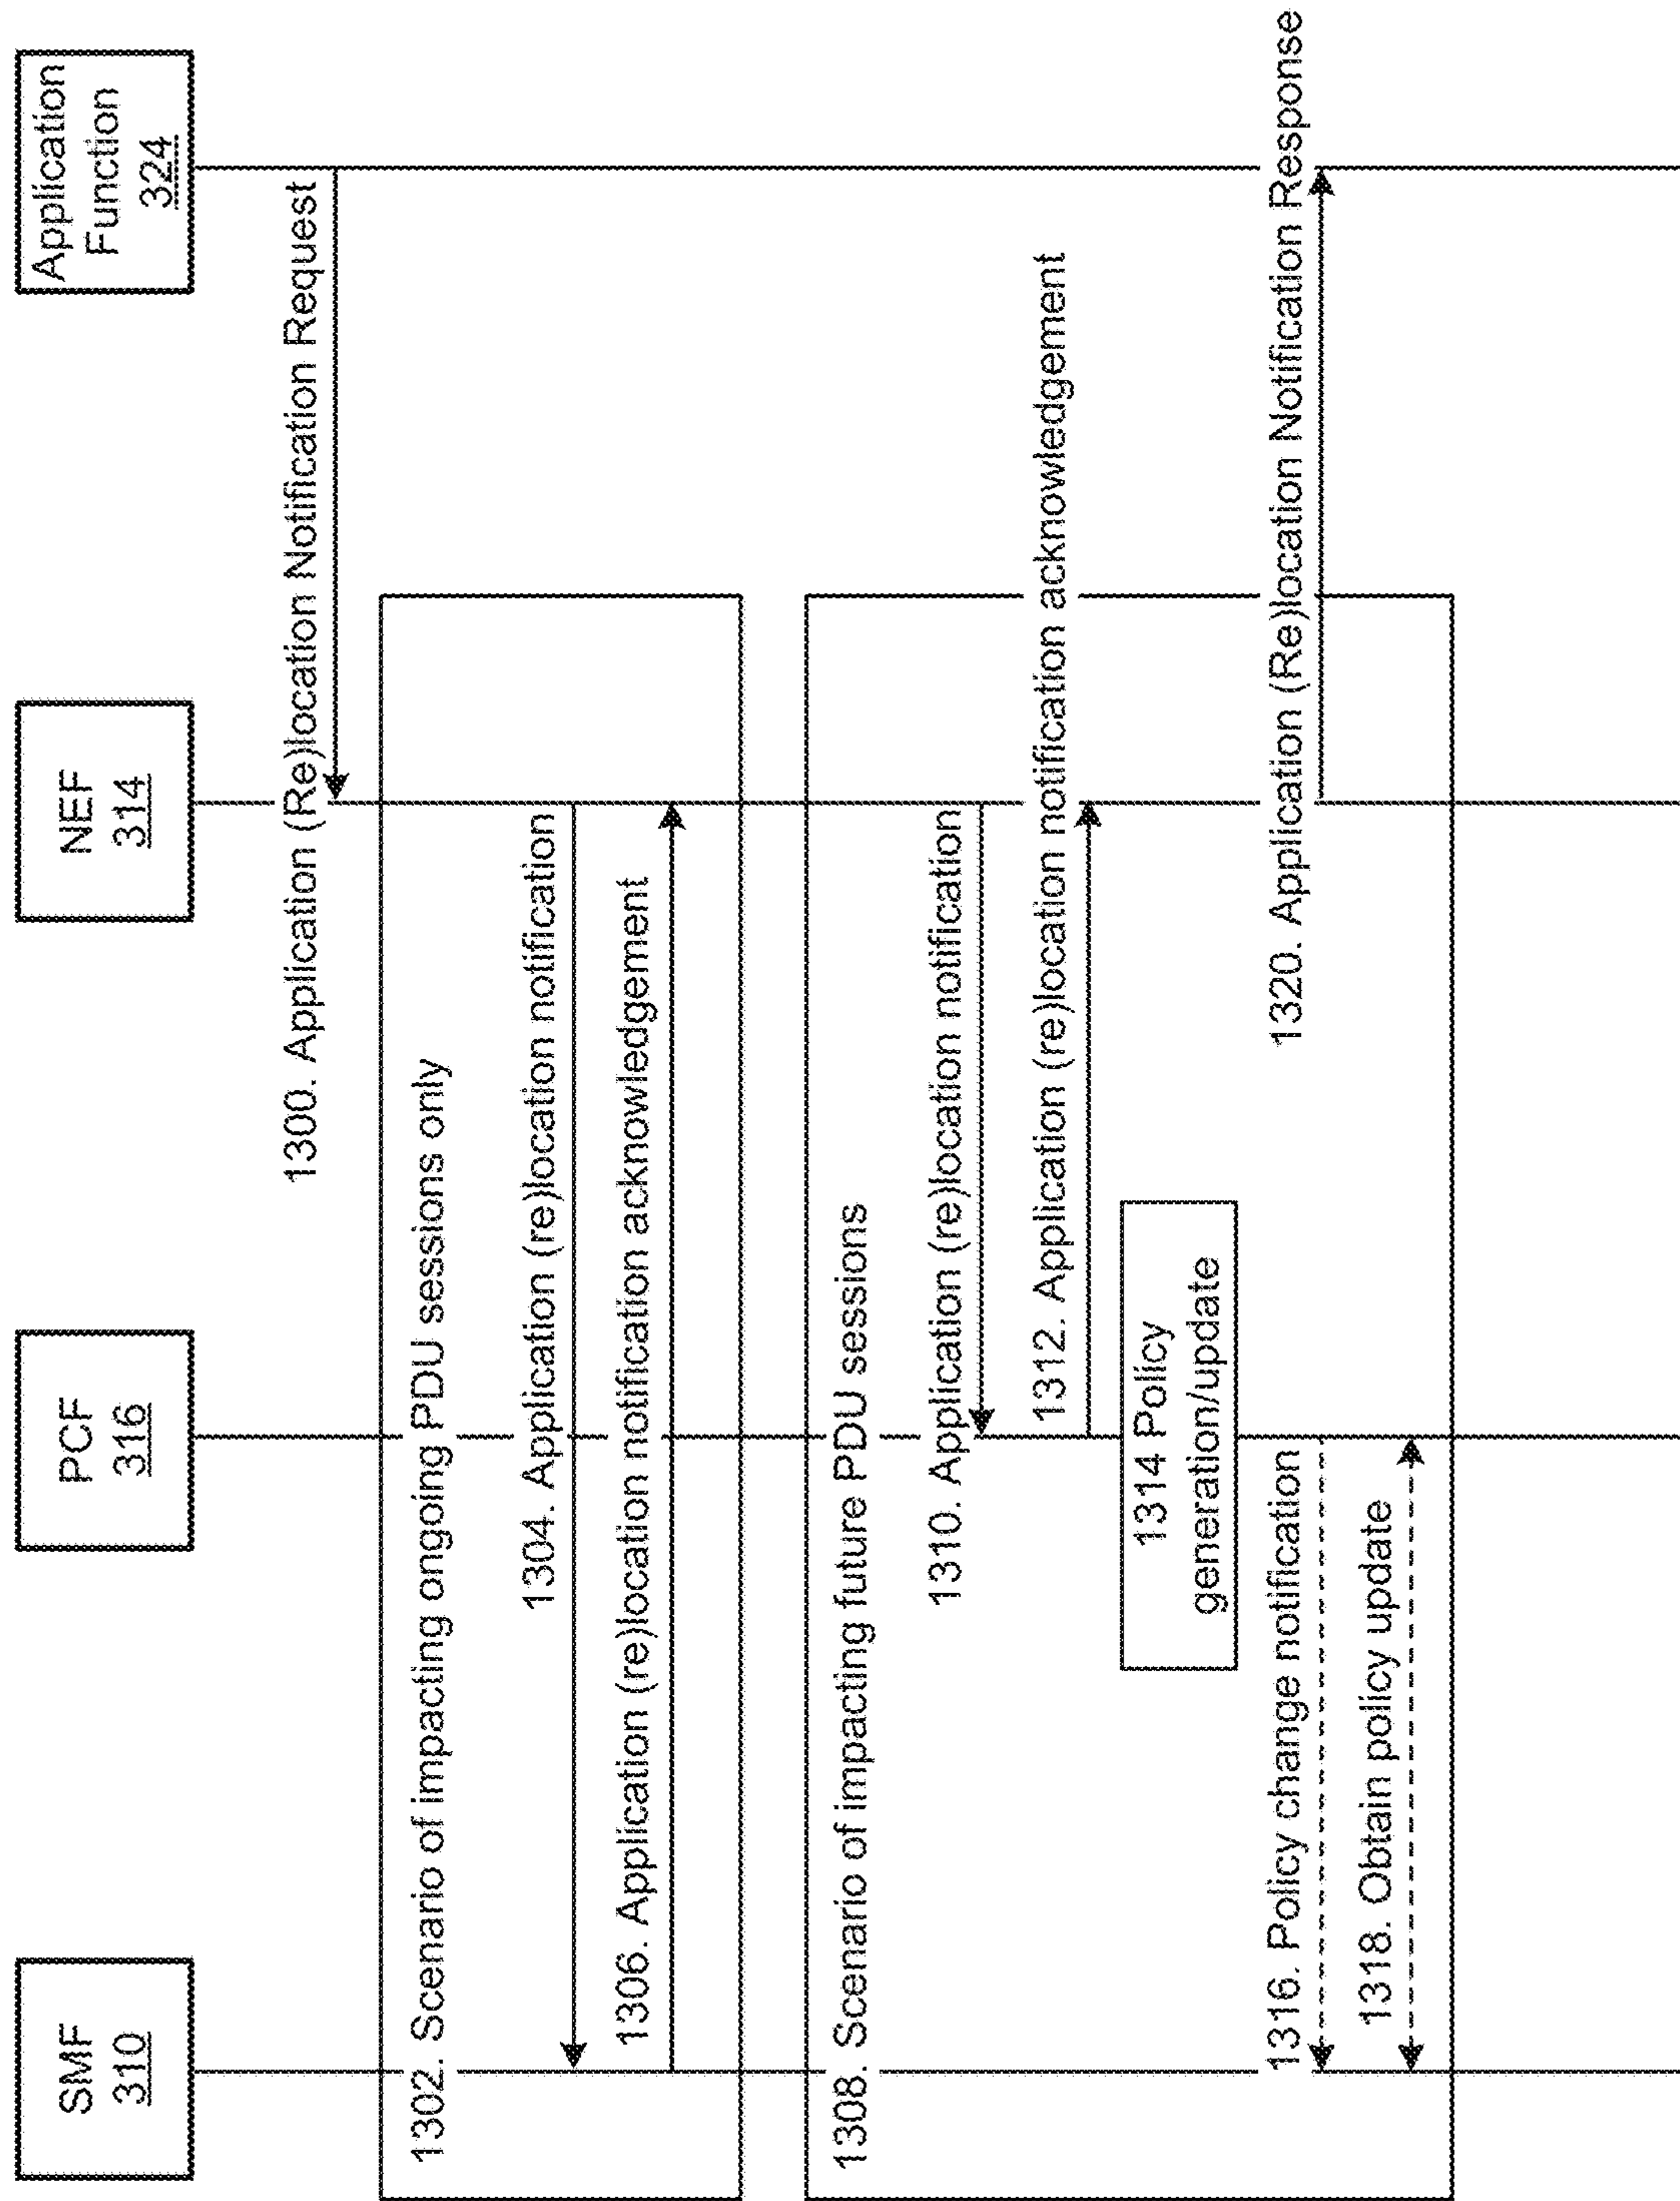 SMF
310
PCF
316
NEF
314
Application
Function
324
1300. Application (Re)location Notification Request
1302. Scenario of impacting ongoing PDU sessions only
1304. Application (re)location notification
1306. Application (re)location notification acknowledgement
1308. Scenario of impacting future PDU sessions
1310. Application (re)location notification
1312. Application (re)location notification acknowledgement
1314 Policy
generation/update
1316. Policy change notification
1320. Application (Re)location Notification Response
1318. Obtain policy update